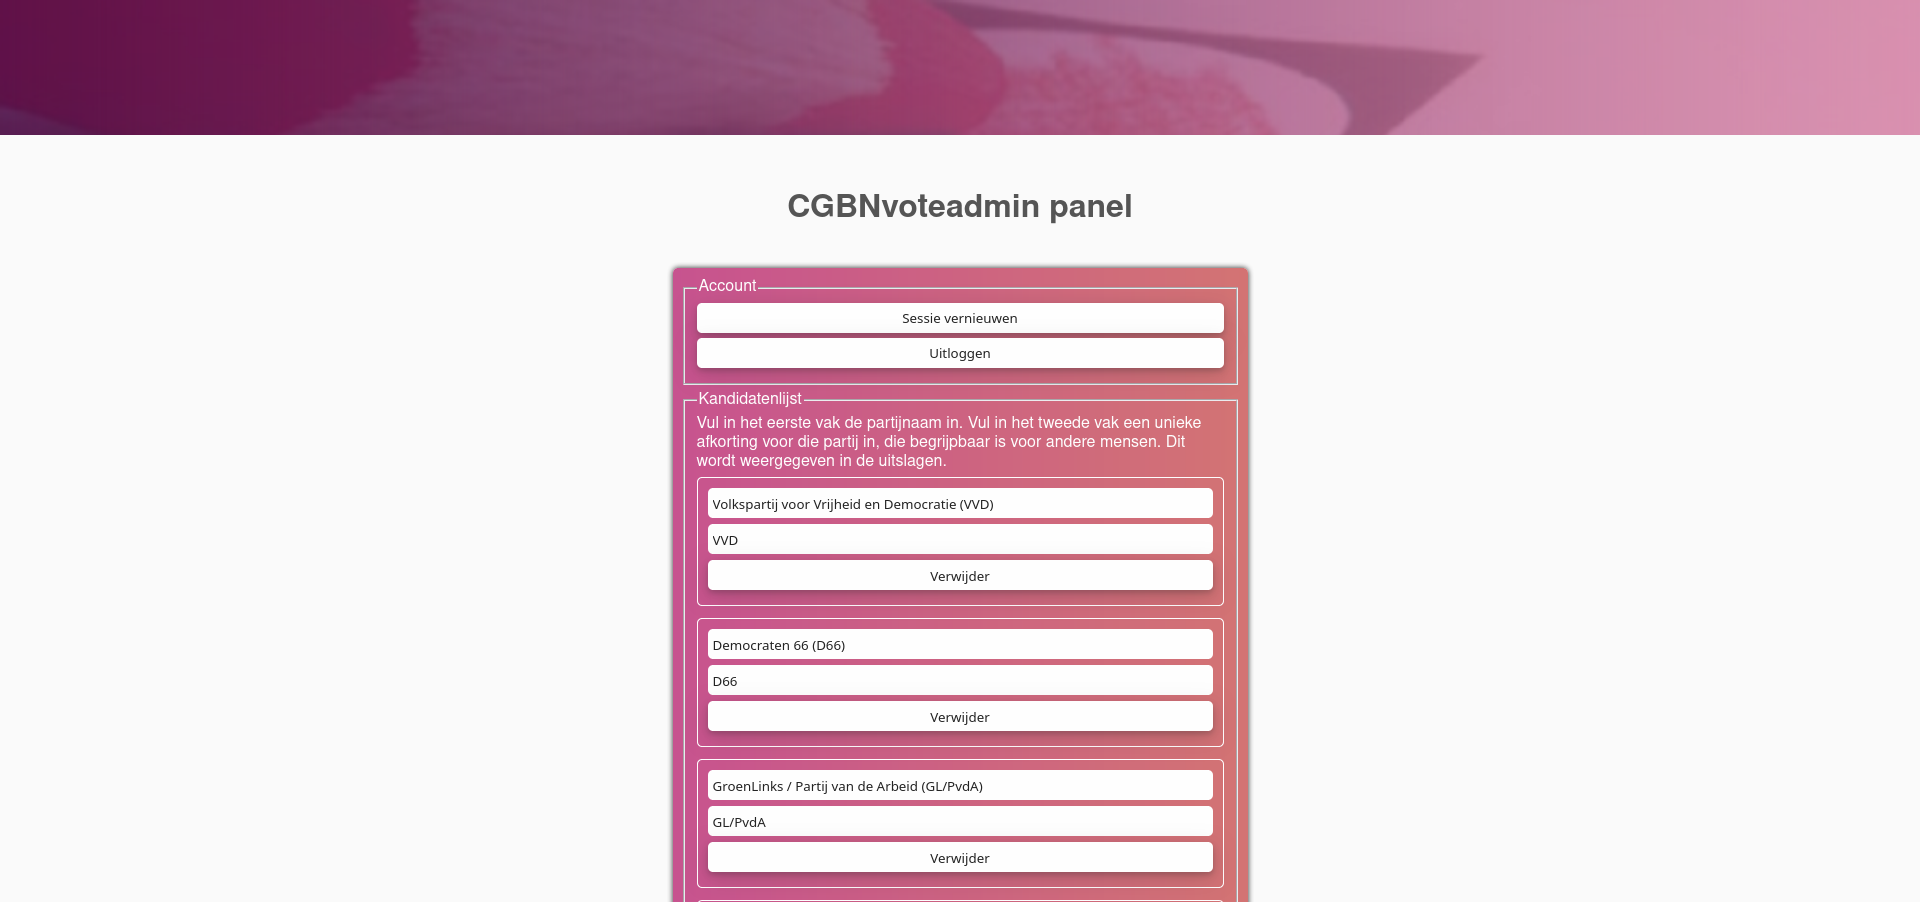 CGBNvoteadmin panel
Account
Sessie vernieuwen
Uitloggen
Kandidatenlijst
Vul in het eerste vak de partijnaam in. Vul in het tweede vak een unieke
afkorting voor die partij in, die begrijpbaar is voor andere mensen. Dit
wordt weergegeven in de uitslagen.
Volkspartij voor Vrijheid en Democratie (VVD)
VVD
Verwijder
Democraten 66 (D66)
D66
Verwijder
GroenLinks / Partij van de Arbeid (GL/PvdA)
GL/PvdA
Verwijder